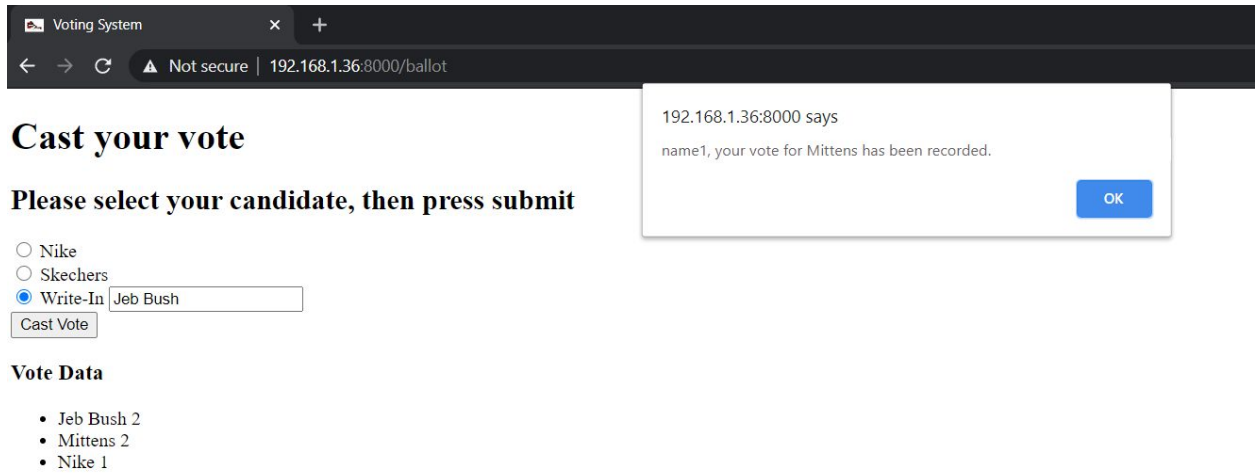 Voting System
Not secure | 192.168.1.36:8000/ballot
192.168.1.36:8000 says
name1, your vote for Mittens has been recorded.
OK
Cast your vote
Please select your candidate, then press submit
Nike
Skechers
Write-In Jeb Bush
Cast Vote
Vote Data
• Jeb Bush 2
• Mittens 2
• Nike 1